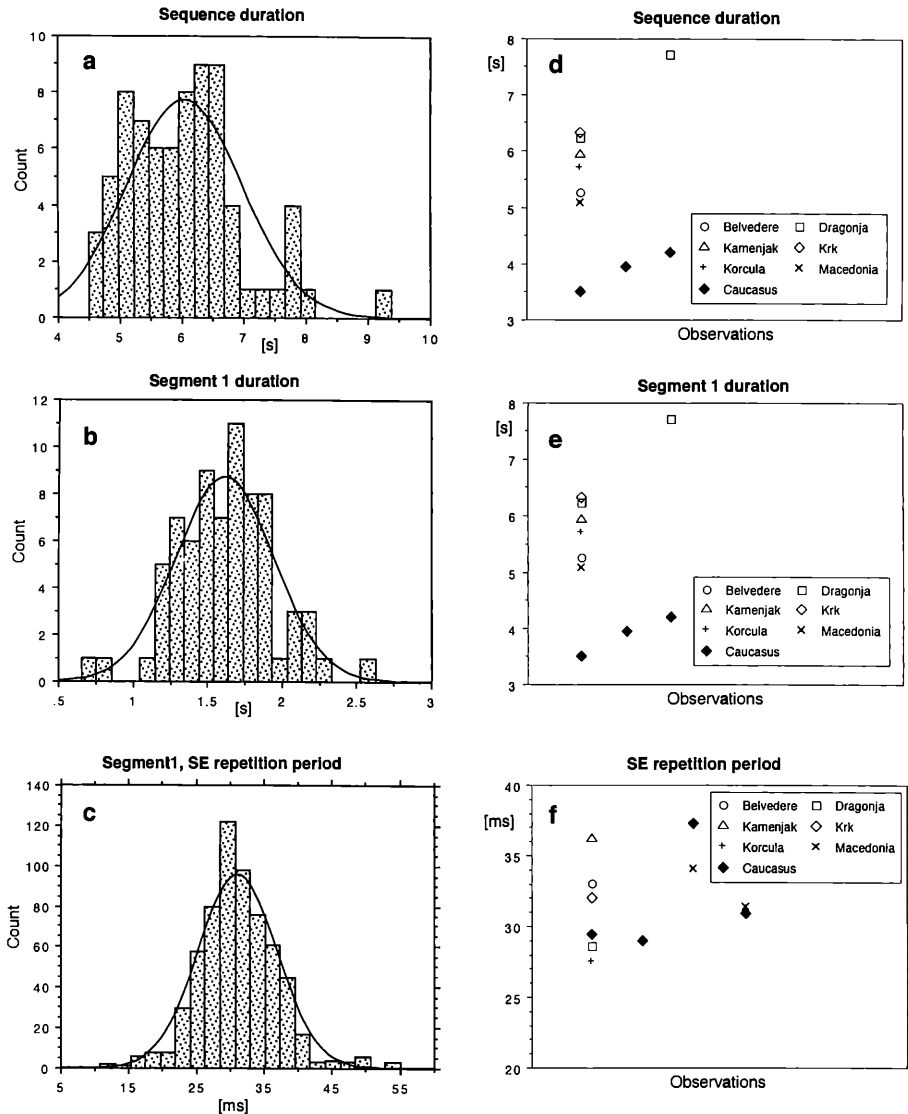 Sequence duration
a
10
8
6
4
2
0
Count
4 5 6 7 8 9 10
[s]
Sequence duration
d
[s]
8
7
6
5
4
3
Belvedere Dragonja
Kamenjak Krk
Korcula Macedonia
Caucasus
Observations
Segment 1 duration
b
12
10
8
6
4
2
0
Count
.5 1 1.5 2 2.5 3
[s]
Segment 1 duration
e
[s]
8
7
6
5
4
3
Belvedere Dragonja
Kamenjak Krk
Korcula Macedonia
Caucasus
Observations
Segment1, SE repetition period
c
140
120
100
80
60
40
20
0
Count
5 15 25 35 45 55
[ms]
SE repetition period
f
[ms]
40
35
30
25
20
Belvedere Dragonja
Kamenjak Krk
Korcula Macedonia
Caucasus
Observations